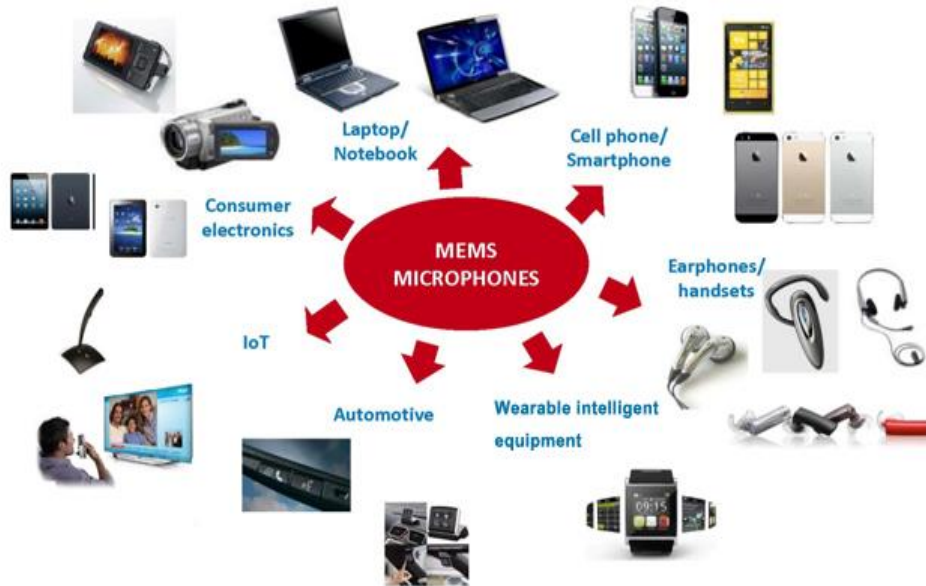 Laptop/
Notebook
Cell phone/
Smartphone
Consumer
electronics
MEMS
MICROPHONES
Earphones/
handsets
IoT
Automotive
Wearable intelligent
equipment
09:15